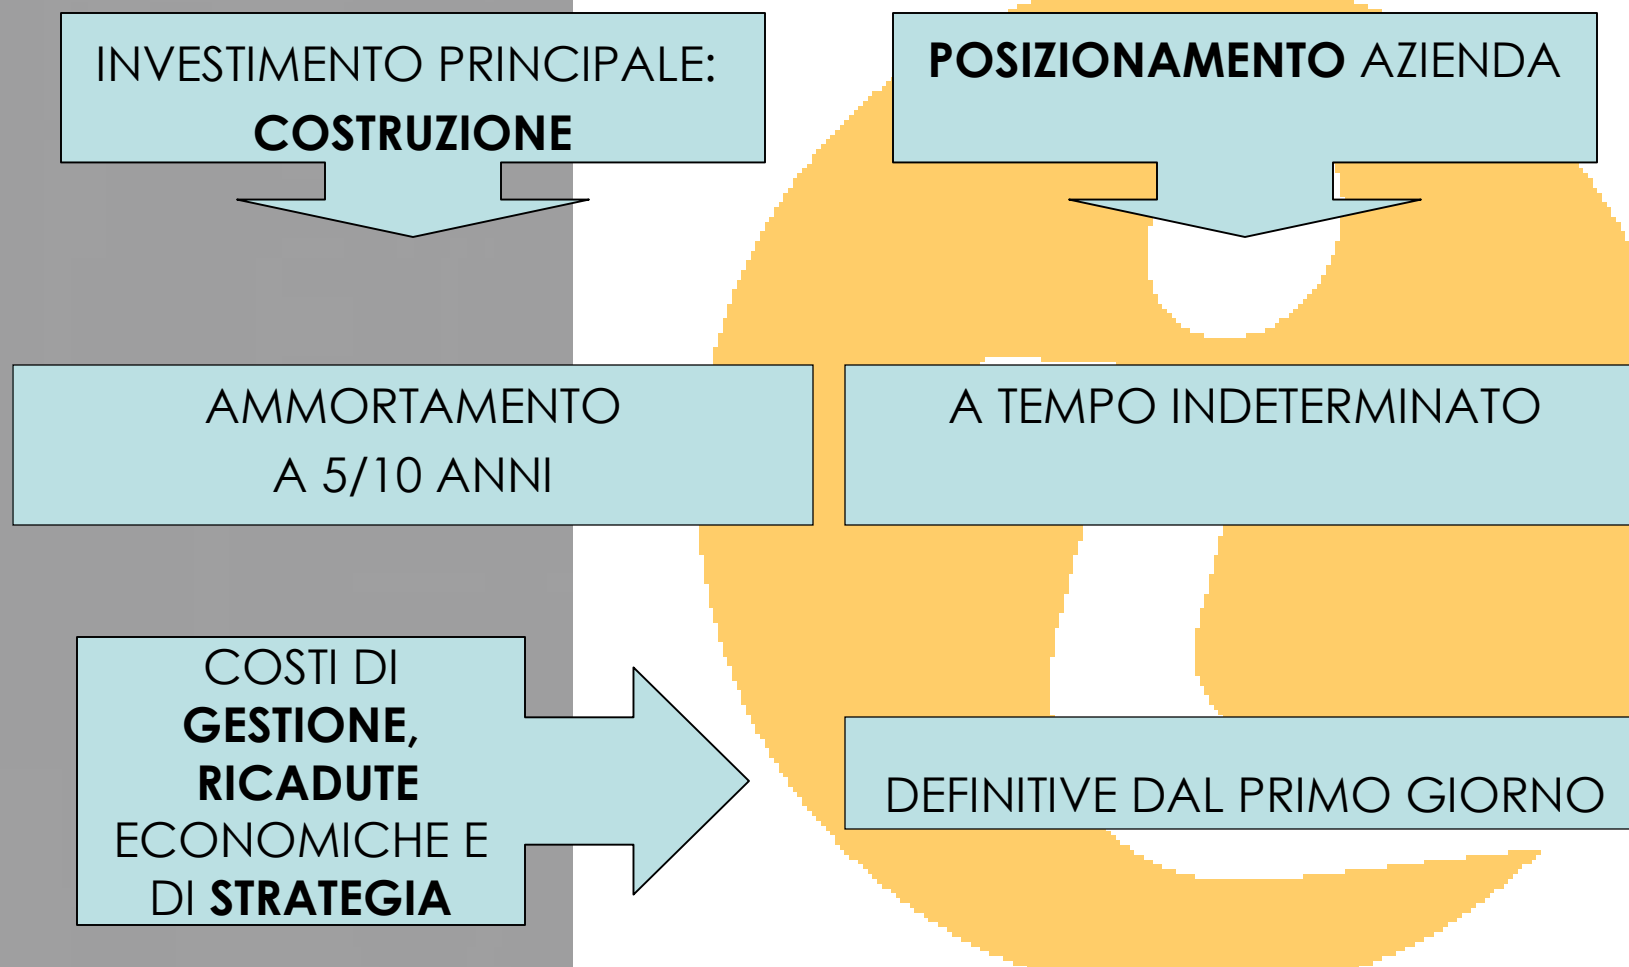 INVESTIMENTO PRINCIPALE:
COSTRUZIONE
POSIZIONAMENTO AZIENDA
AMMORTAMENTO
A 5/10 ANNI
A TEMPO INDETERMINATO
COSTI DI
GESTIONE,
RICADUTE
ECONOMICHE E
DI STRATEGIA
DEFINITIVE DAL PRIMO GIORNO